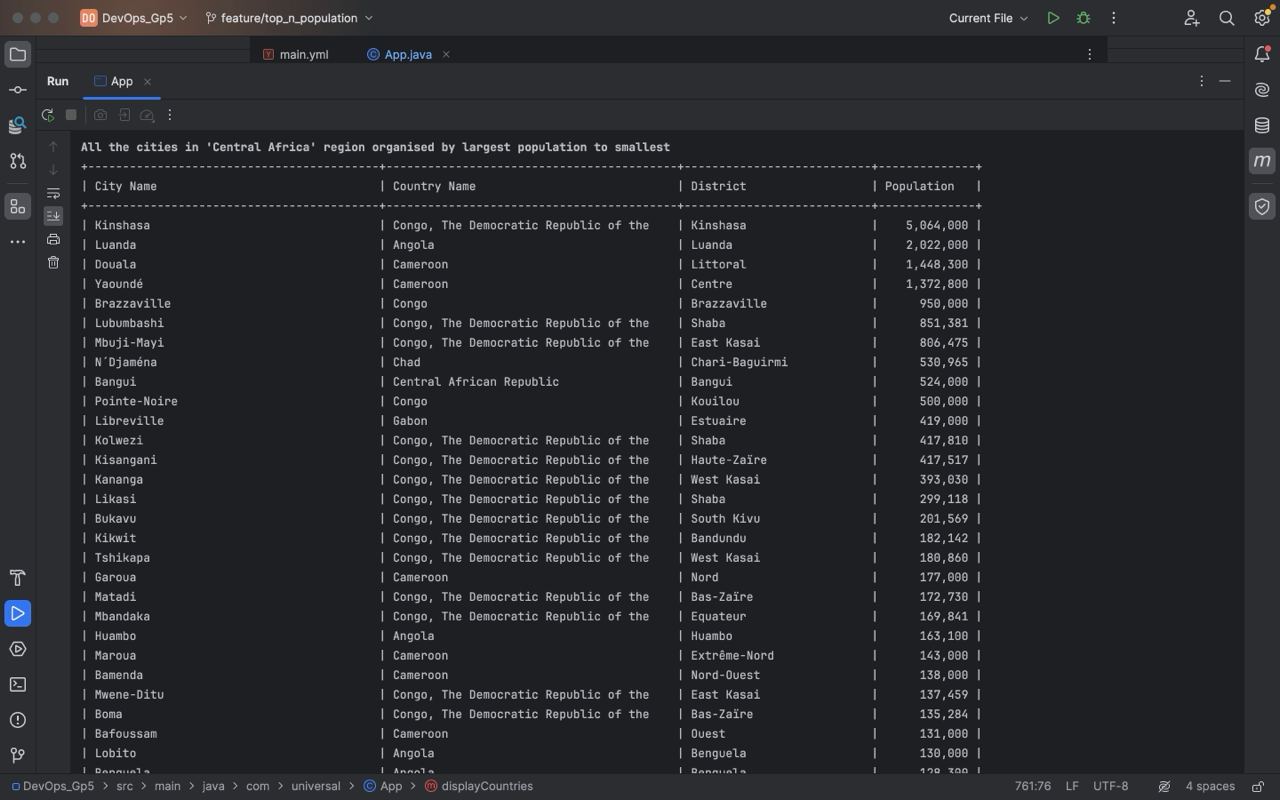 DO DevOps_Gp5 feature/top_n_population Current File
main.yml App.java
Run App
All the cities in 'Central Africa' region organised by largest population to smallest
+------------------------------------------+------------------------------------------+---------------------------+--------------+
| City Name | Country Name | District | Population |
+------------------------------------------+------------------------------------------+---------------------------+--------------+
| Kinshasa | Congo, The Democratic Republic of the | Kinshasa | 5,064,000 |
| Luanda | Angola | Luanda | 2,022,000 |
| Douala | Cameroon | Littoral | 1,448,300 |
| Yaoundé | Cameroon | Centre | 1,372,800 |
| Brazzaville | Congo | Brazzaville | 950,000 |
| Lubumbashi | Congo, The Democratic Republic of the | Shaba | 851,381 |
| Mbuji-Mayi | Congo, The Democratic Republic of the | East Kasai | 806,475 |
| N´Djaména | Chad | Chari-Baguirmi | 530,965 |
| Bangui | Central African Republic | Bangui | 524,000 |
| Pointe-Noire | Congo | Kouilou | 500,000 |
| Libreville | Gabon | Estuaire | 419,000 |
| Kolwezi | Congo, The Democratic Republic of the | Shaba | 417,810 |
| Kisangani | Congo, The Democratic Republic of the | Haute-Zaïre | 417,517 |
| Kananga | Congo, The Democratic Republic of the | West Kasai | 393,030 |
| Likasi | Congo, The Democratic Republic of the | Shaba | 299,118 |
| Bukavu | Congo, The Democratic Republic of the | South Kivu | 201,569 |
| Kikwit | Congo, The Democratic Republic of the | Bandundu | 182,142 |
| Tshikapa | Congo, The Democratic Republic of the | West Kasai | 180,860 |
| Garoua | Cameroon | Nord | 177,000 |
| Matadi | Congo, The Democratic Republic of the | Bas-Zaïre | 172,730 |
| Mbandaka | Congo, The Democratic Republic of the | Equateur | 169,841 |
| Huambo | Angola | Huambo | 163,100 |
| Maroua | Cameroon | Extrême-Nord | 143,000 |
| Bamenda | Cameroon | Nord-Ouest | 138,000 |
| Mwene-Ditu | Congo, The Democratic Republic of the | East Kasai | 137,459 |
| Boma | Congo, The Democratic Republic of the | Bas-Zaïre | 135,284 |
| Bafoussam | Cameroon | Ouest | 131,000 |
| Lobito | Angola | Benguela | 130,000 |
| Benguela | Angola | Benguela | 128,300 |
DevOps_Gp5 > src > main > java > com > universal > App > displayCountries 761:76 LF UTF-8 4 spaces